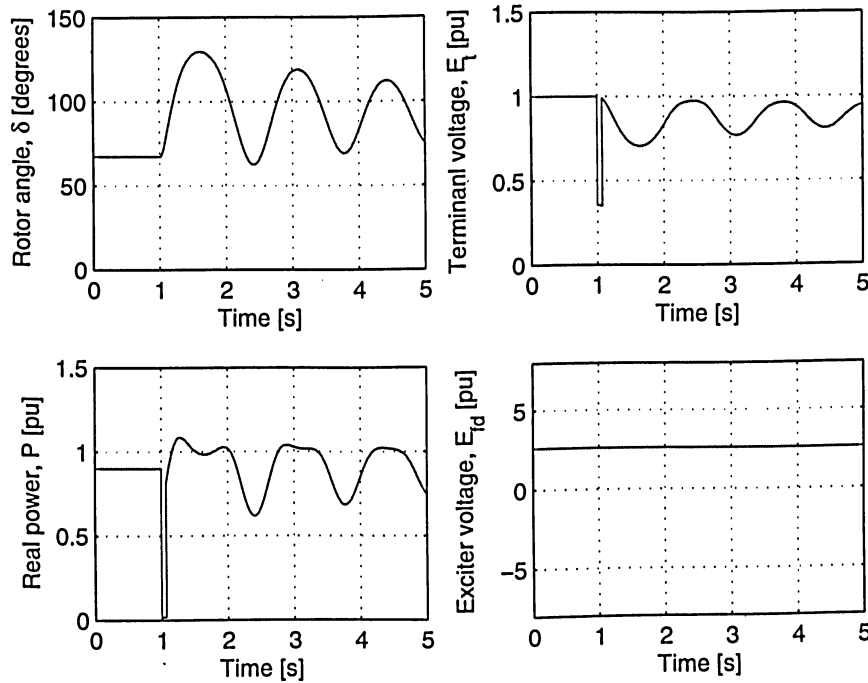 Rotor angle, δ [degrees]
150
100
50
0
0 1 2 3 4 5
Time [s]
Terminanl voltage, Et [pu]
1.5
1
0.5
0
0 1 2 3 4 5
Time [s]
Real power, P [pu]
1.5
1
0.5
0
0 1 2 3 4 5
Time [s]
Exciter voltage, Efd [pu]
5
0
−5
0 1 2 3 4 5
Time [s]